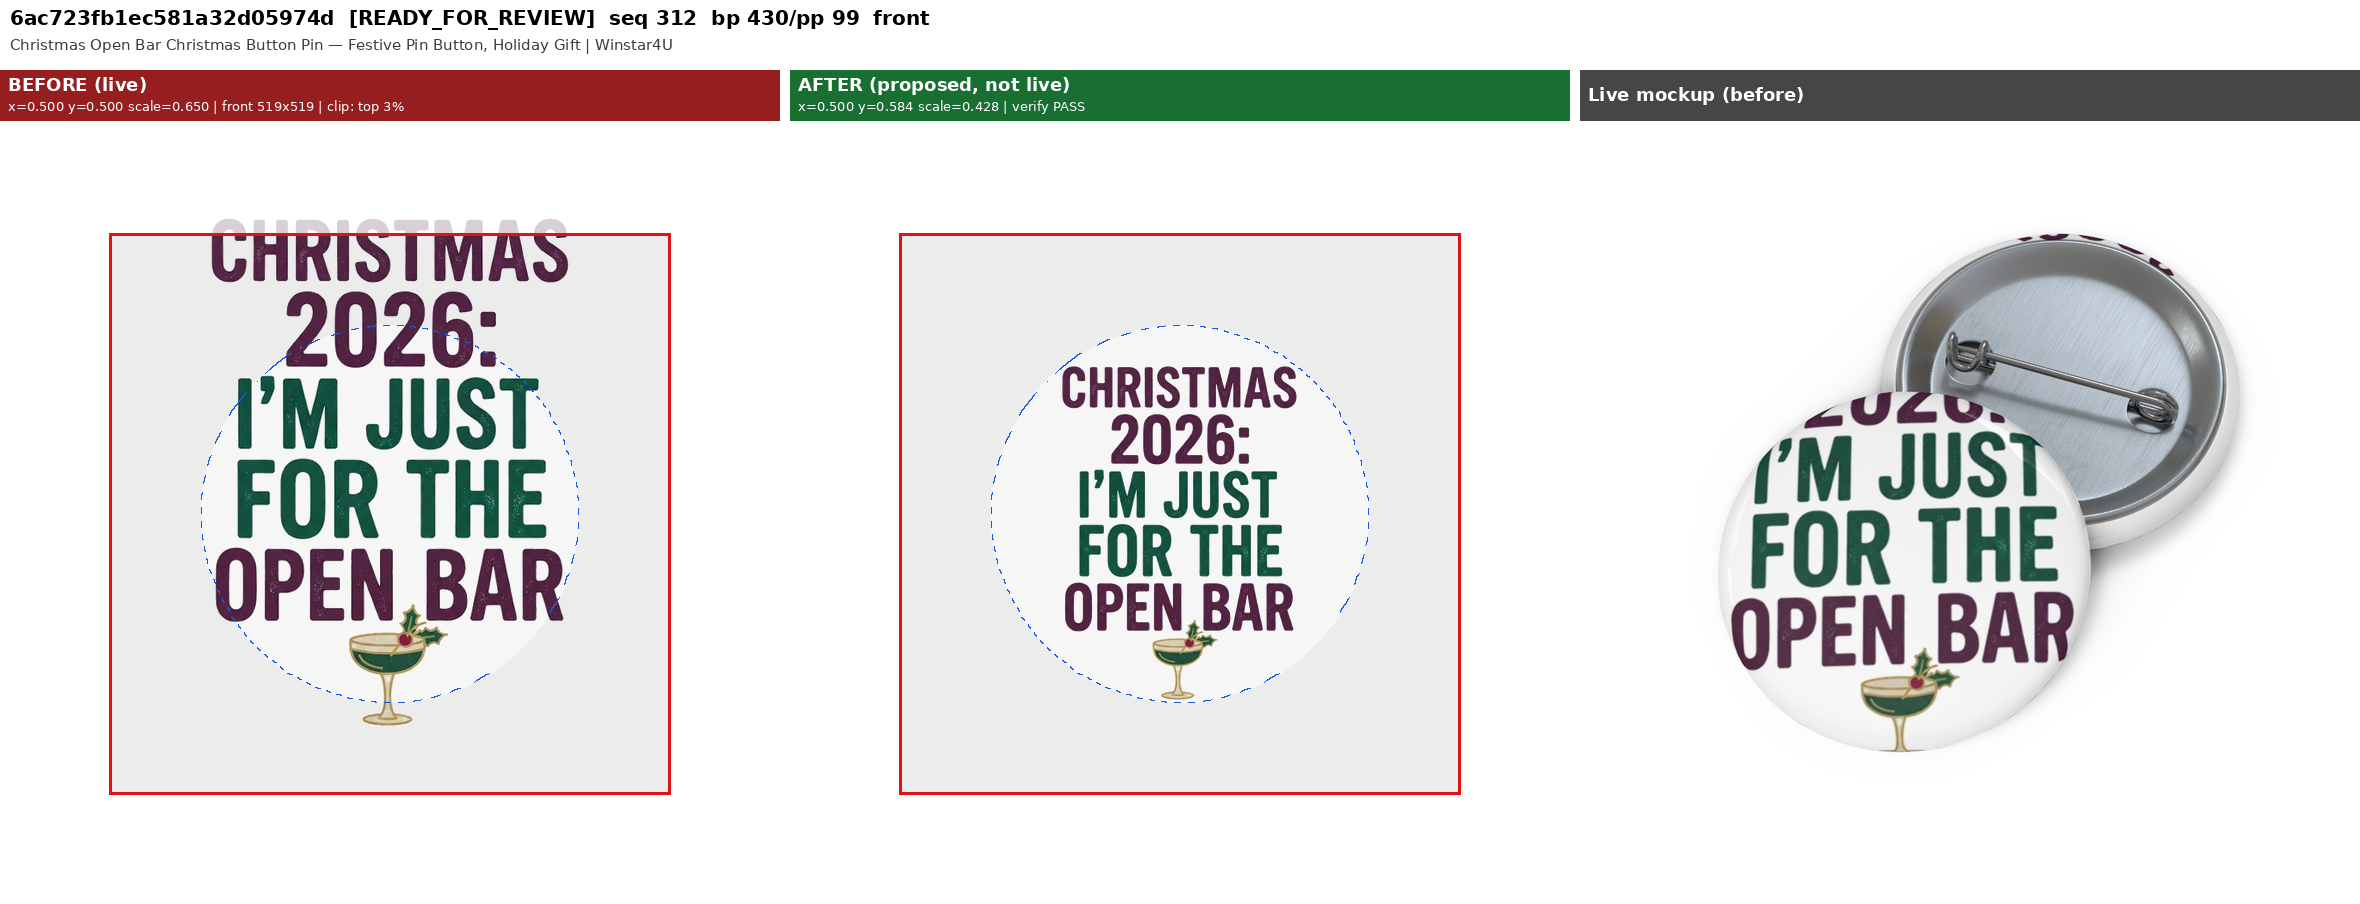 6ac723fb1ec581a32d05974d [READY_FOR_REVIEW] seq 312 bp 430/pp 99 front
Christmas Open Bar Christmas Button Pin — Festive Pin Button, Holiday Gift | Winstar4U
BEFORE (live)
x=0.500 y=0.500 scale=0.650 | front 519x519 | clip: top 3%
CHRISTMAS
2026:
I'M JUST
FOR THE
OPEN BAR
AFTER (proposed, not live)
x=0.500 y=0.584 scale=0.428 | verify PASS
CHRISTMAS
2026:
I'M JUST
FOR THE
OPEN BAR
Live mockup (before)
2026:
I'M JUST
FOR THE
OPEN BAR